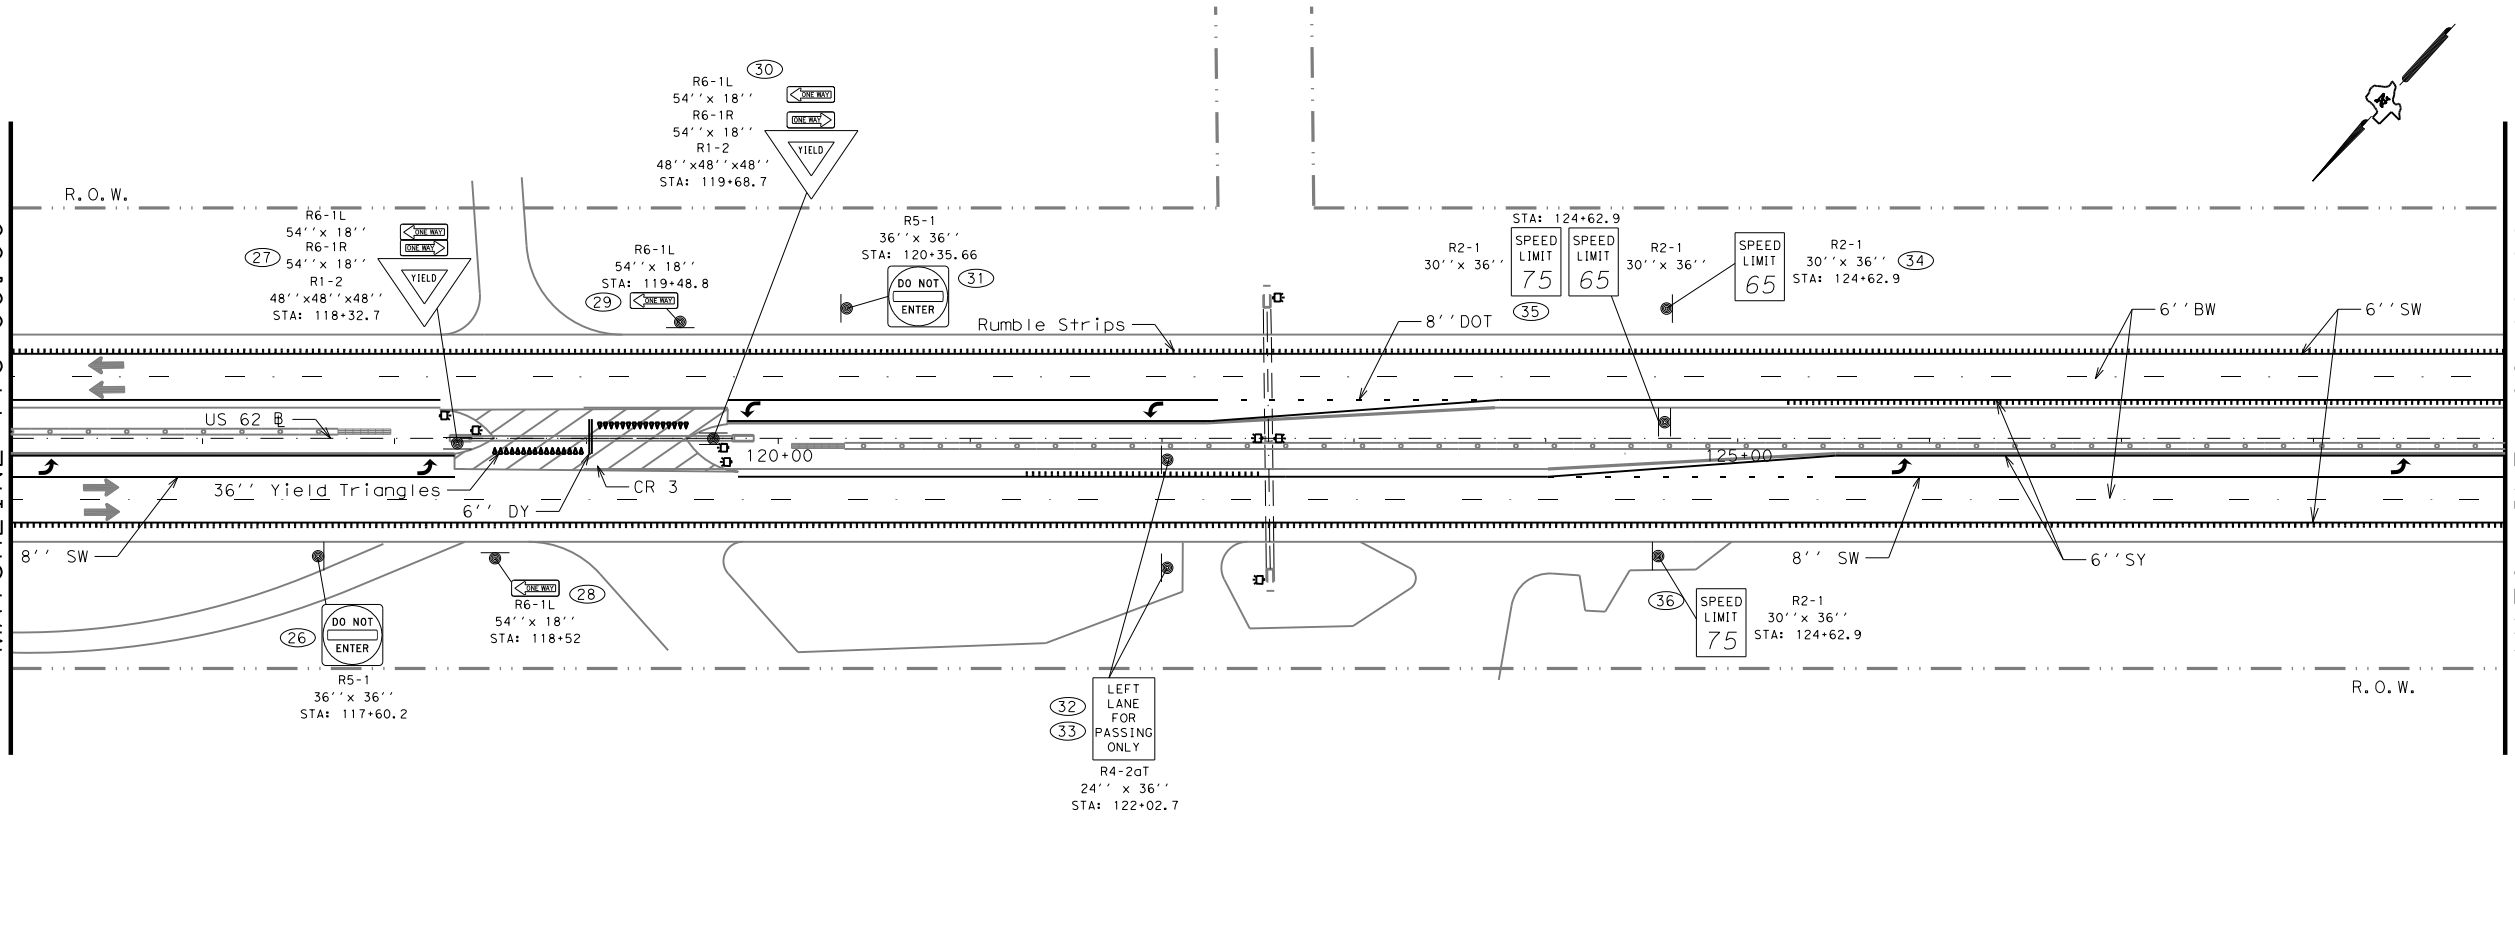 30
R6-1L
54''x 18''
ONE WAY
R6-1R
54''x 18''
ONE WAY
R1-2
YIELD
48''x48''x48''
STA: 119+68.7
R.O.W.
R6-1L
54''x 18''
ONE WAY
R6-1R
ONE WAY
27
54''x 18''
R1-2
YIELD
48''x48''x48''
STA: 118+32.7
R6-1L
54''x 18''
STA: 119+48.8
29
ONE WAY
R5-1
36''x 36''
STA: 120+35.66
DO NOT
ENTER
31
STA: 124+62.9
R2-1
30''x 36''
SPEED
LIMIT
75
SPEED
LIMIT
65
R2-1
30''x 36''
35
SPEED
LIMIT
65
R2-1
30''x 36''
STA: 124+62.9
34
Rumble Strips
8''DOT
6''BW
6''SW
US 62 BL
120+00
125+00
36'' Yield Triangles
CR 3
6'' DY
8'' SW
8'' SW
6''SY
26
DO NOT
ENTER
R5-1
36''x 36''
STA: 117+60.2
ONE WAY
28
R6-1L
54''x 18''
STA: 118+52
36
SPEED
LIMIT
75
R2-1
30''x 36''
STA: 124+62.9
R.O.W.
32
33
LEFT
LANE
FOR
PASSING
ONLY
R4-2aT
24'' x 36''
STA: 122+02.7